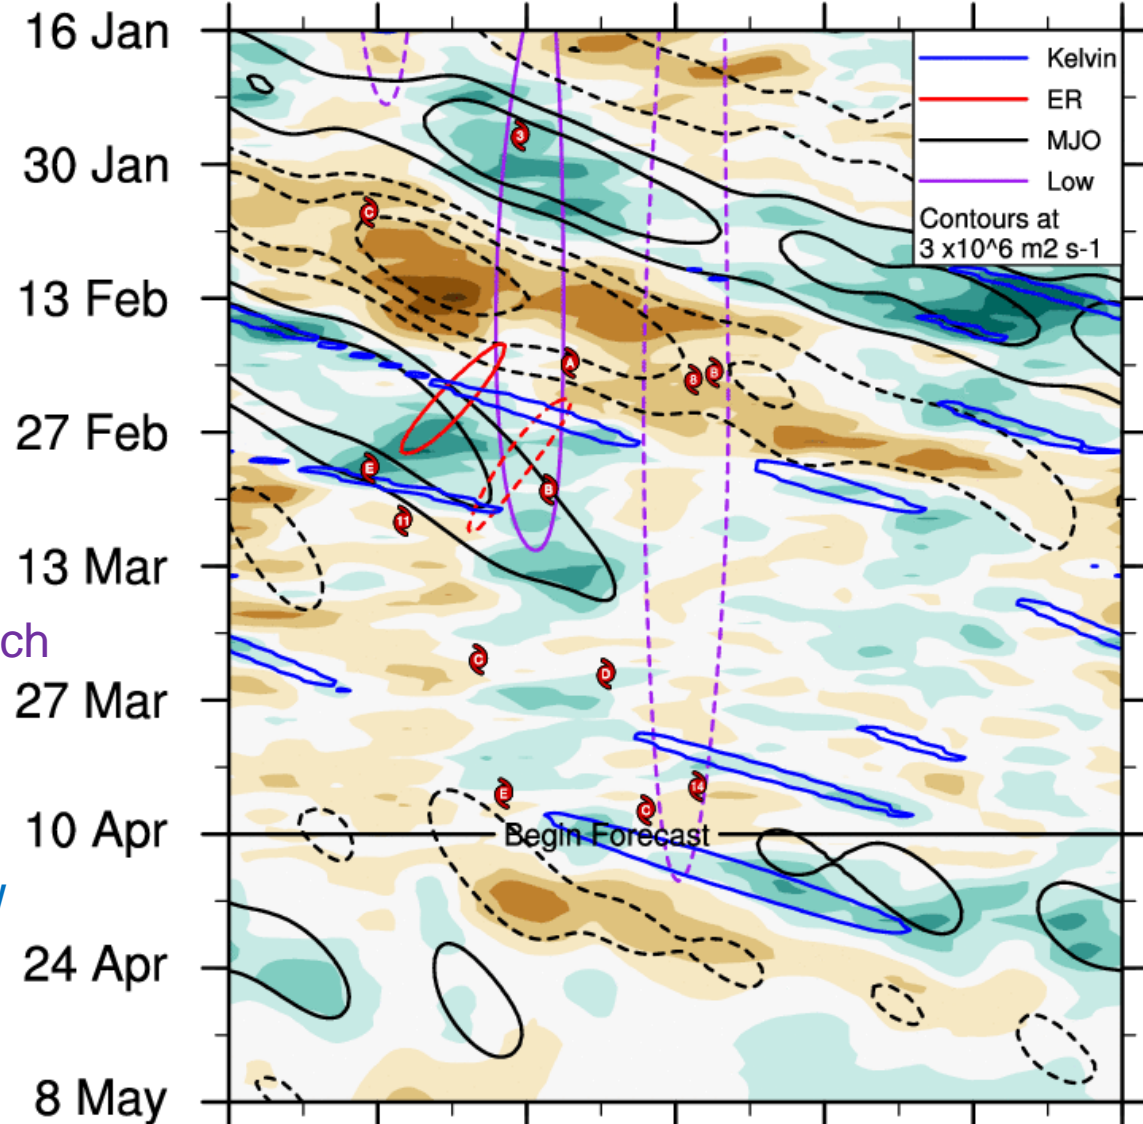 16 Jan
Kelvin
ER
3
MJO
30 Jan
Low
C
Contours at
3 x10^6 m2 s-1
13 Feb
A
B
8
27 Feb
E
B
11
13 Mar
ch
C
D
27 Mar
14
E
C
10 Apr
Begin Forecast
24 Apr
8 May